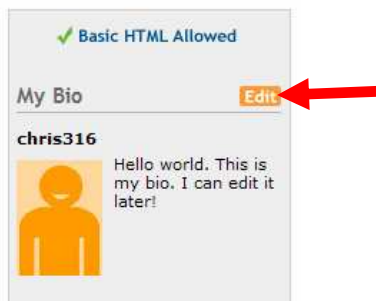 Basic HTML Allowed
My Bio Edit
chris316
Hello world. This is
my bio. I can edit it
later!